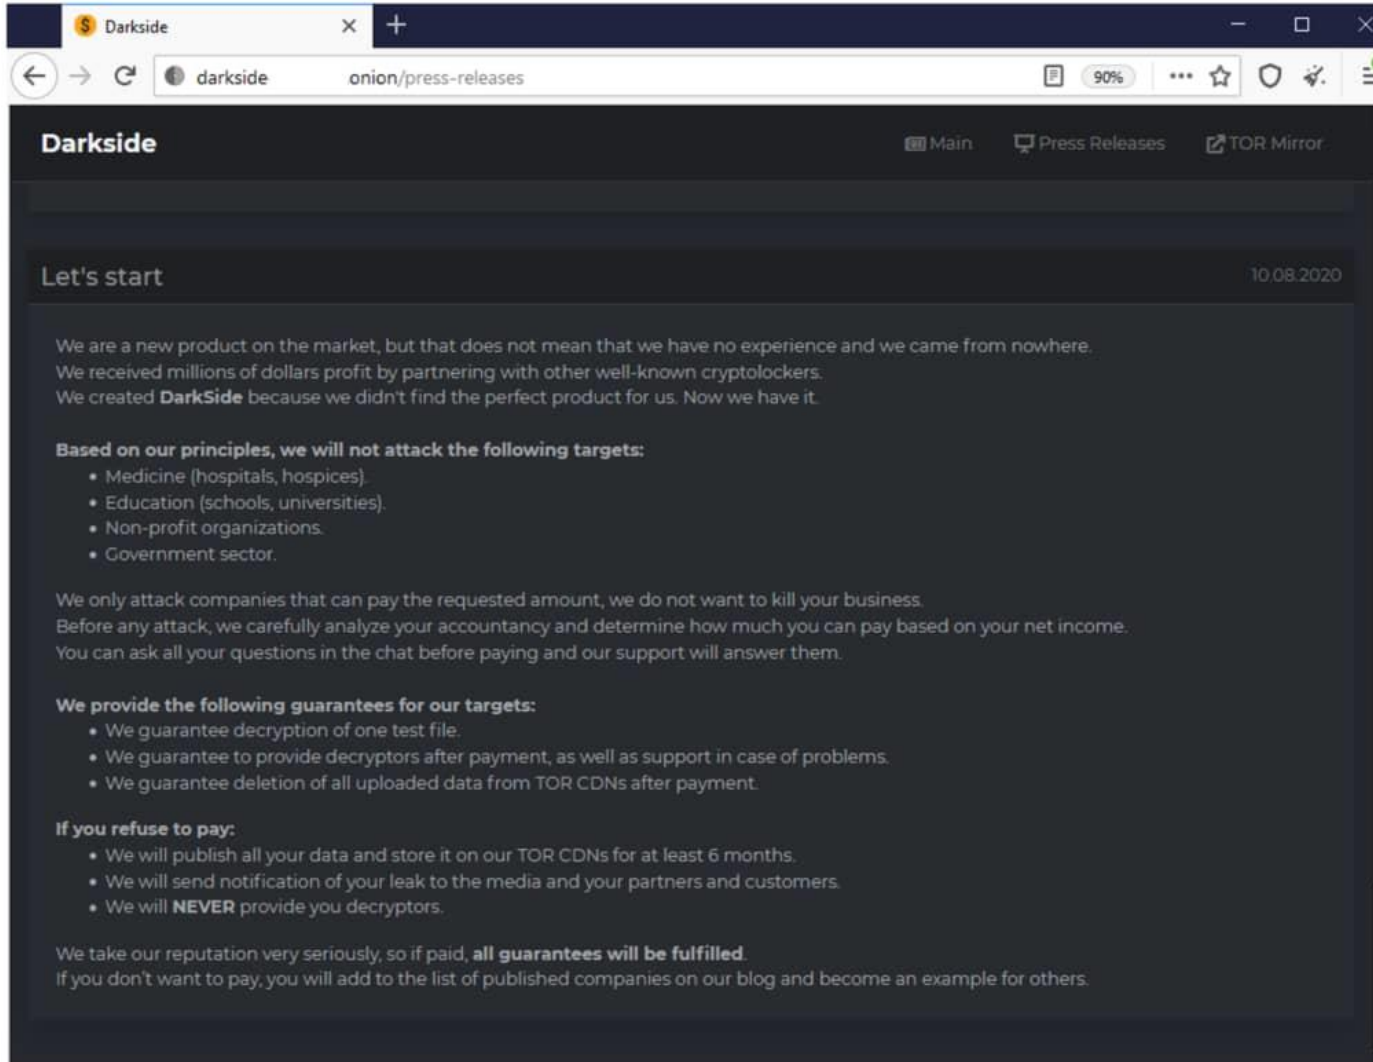 Darkside
darkside .onion/press-releases
90%
Darkside
Main
Press Releases
TOR Mirror
Let's start
10.08.2020
We are a new product on the market, but that does not mean that we have no experience and we came from nowhere.
We received millions of dollars profit by partnering with other well-known cryptolockers.
We created DarkSide because we didn't find the perfect product for us. Now we have it.
Based on our principles, we will not attack the following targets:
• Medicine (hospitals, hospices).
• Education (schools, universities).
• Non-profit organizations.
• Government sector.
We only attack companies that can pay the requested amount, we do not want to kill your business.
Before any attack, we carefully analyze your accountancy and determine how much you can pay based on your net income.
You can ask all your questions in the chat before paying and our support will answer them.
We provide the following guarantees for our targets:
• We guarantee decryption of one test file.
• We guarantee to provide decryptors after payment, as well as support in case of problems.
• We guarantee deletion of all uploaded data from TOR CDNs after payment.
If you refuse to pay:
• We will publish all your data and store it on our TOR CDNs for at least 6 months.
• We will send notification of your leak to the media and your partners and customers.
• We will NEVER provide you decryptors.
We take our reputation very seriously, so if paid, all guarantees will be fulfilled.
If you don't want to pay, you will add to the list of published companies on our blog and become an example for others.